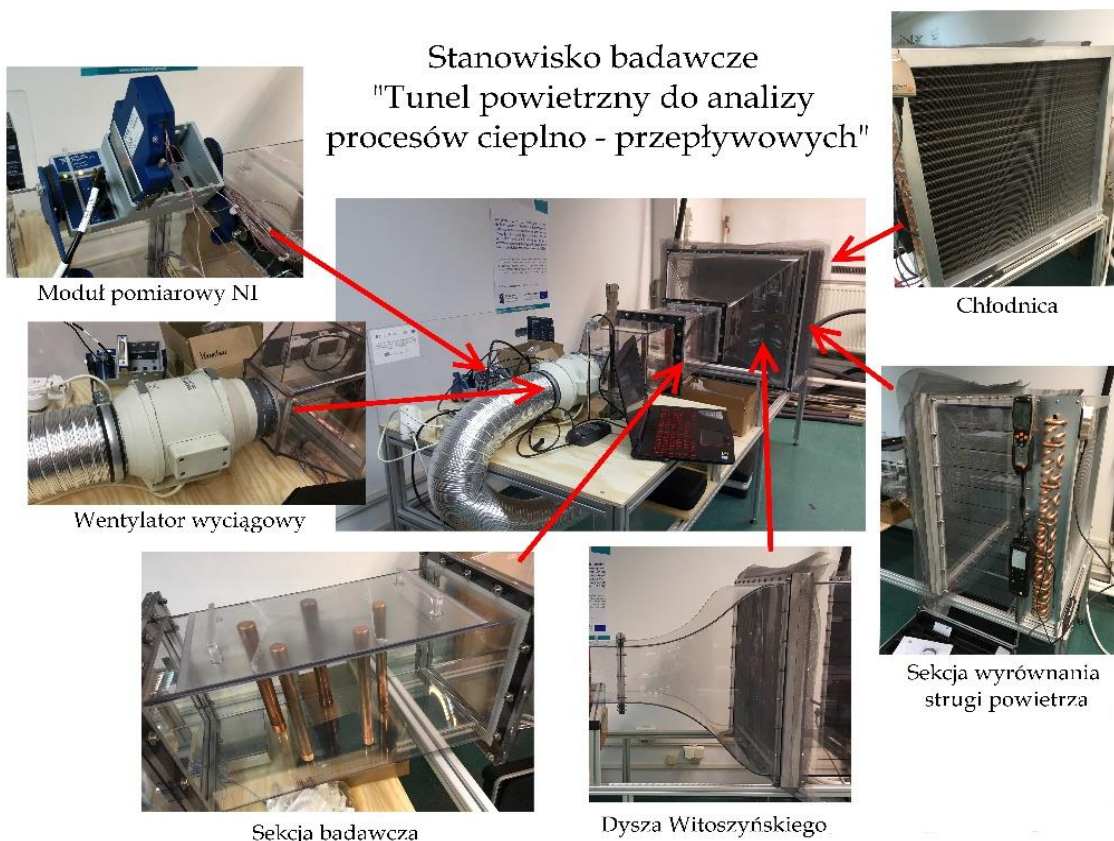 Stanowisko badawcze
"Tunel powietrzny do analizy
procesów cieplno - przepływowych"
Moduł pomiarowy NI
Chłodnica
Wentylator wyciągowy
Sekcja wyrównania
strugi powietrza
Sekcja badawcza
Dysza Witoszyńskiego